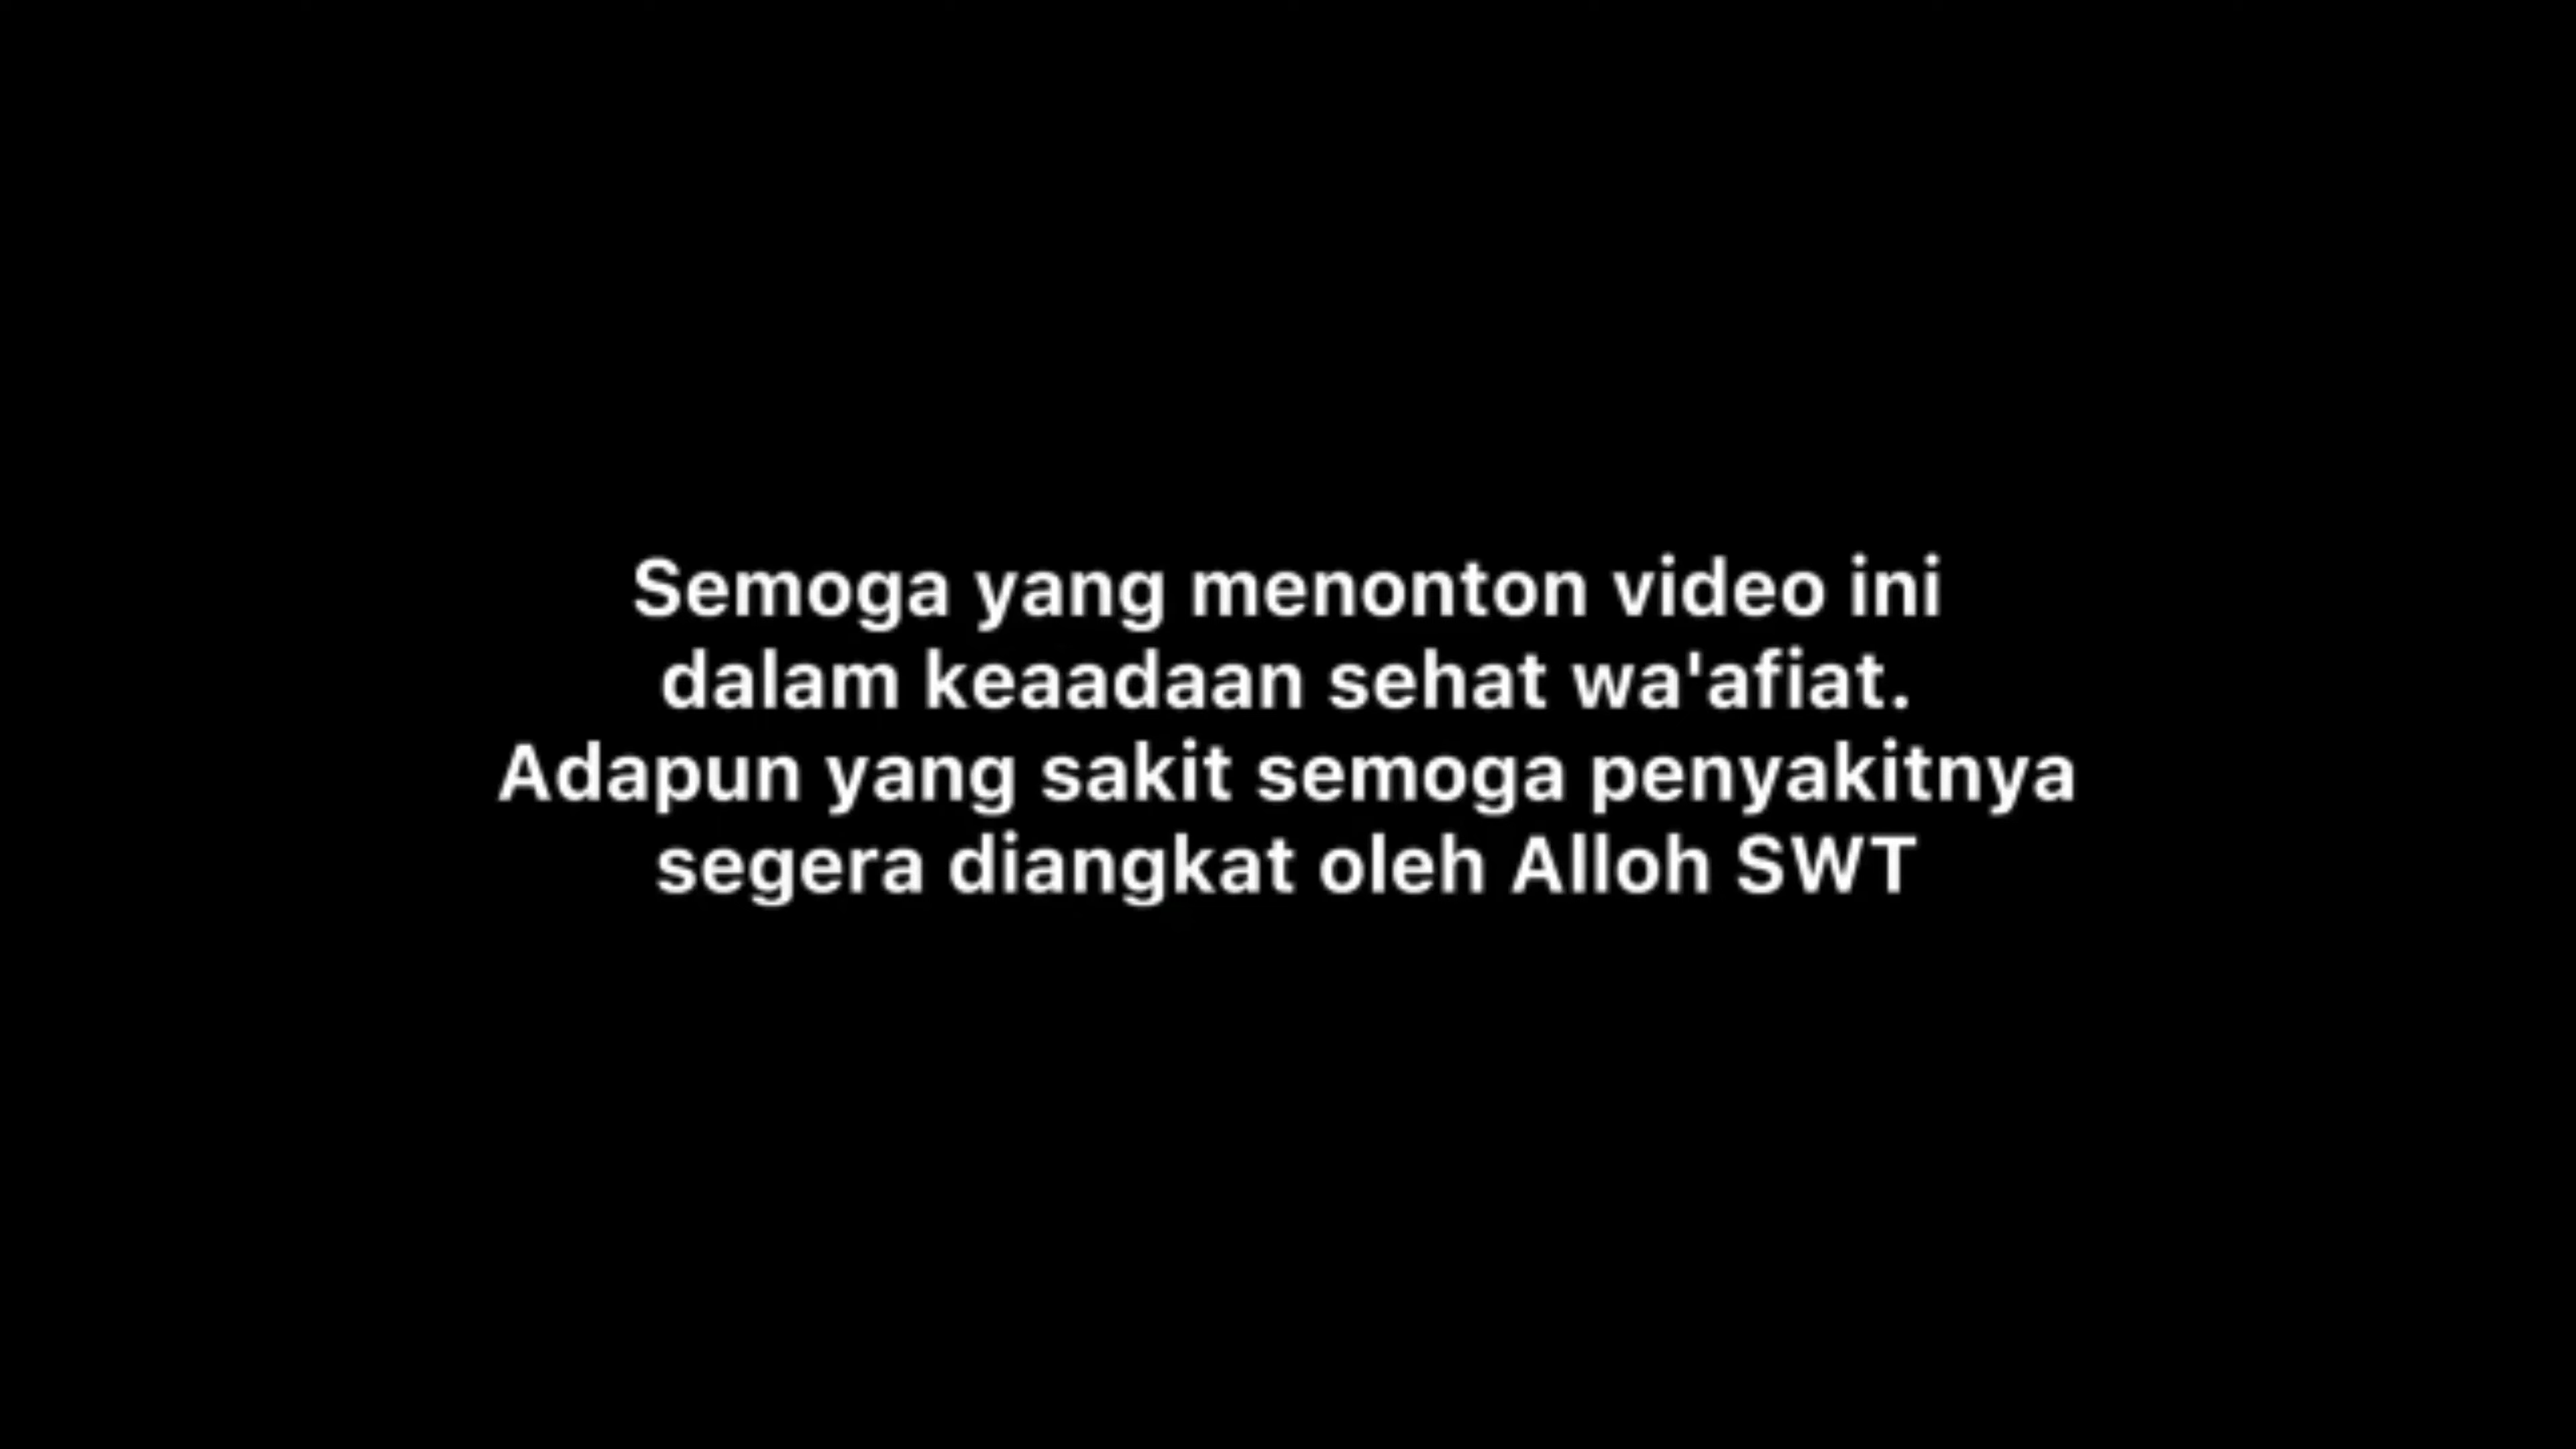 Semoga yang menonton video ini
dalam keaadaan sehat wa'afiat.
Adapun yang sakit semoga penyakitnya
segera diangkat oleh Alloh SWT